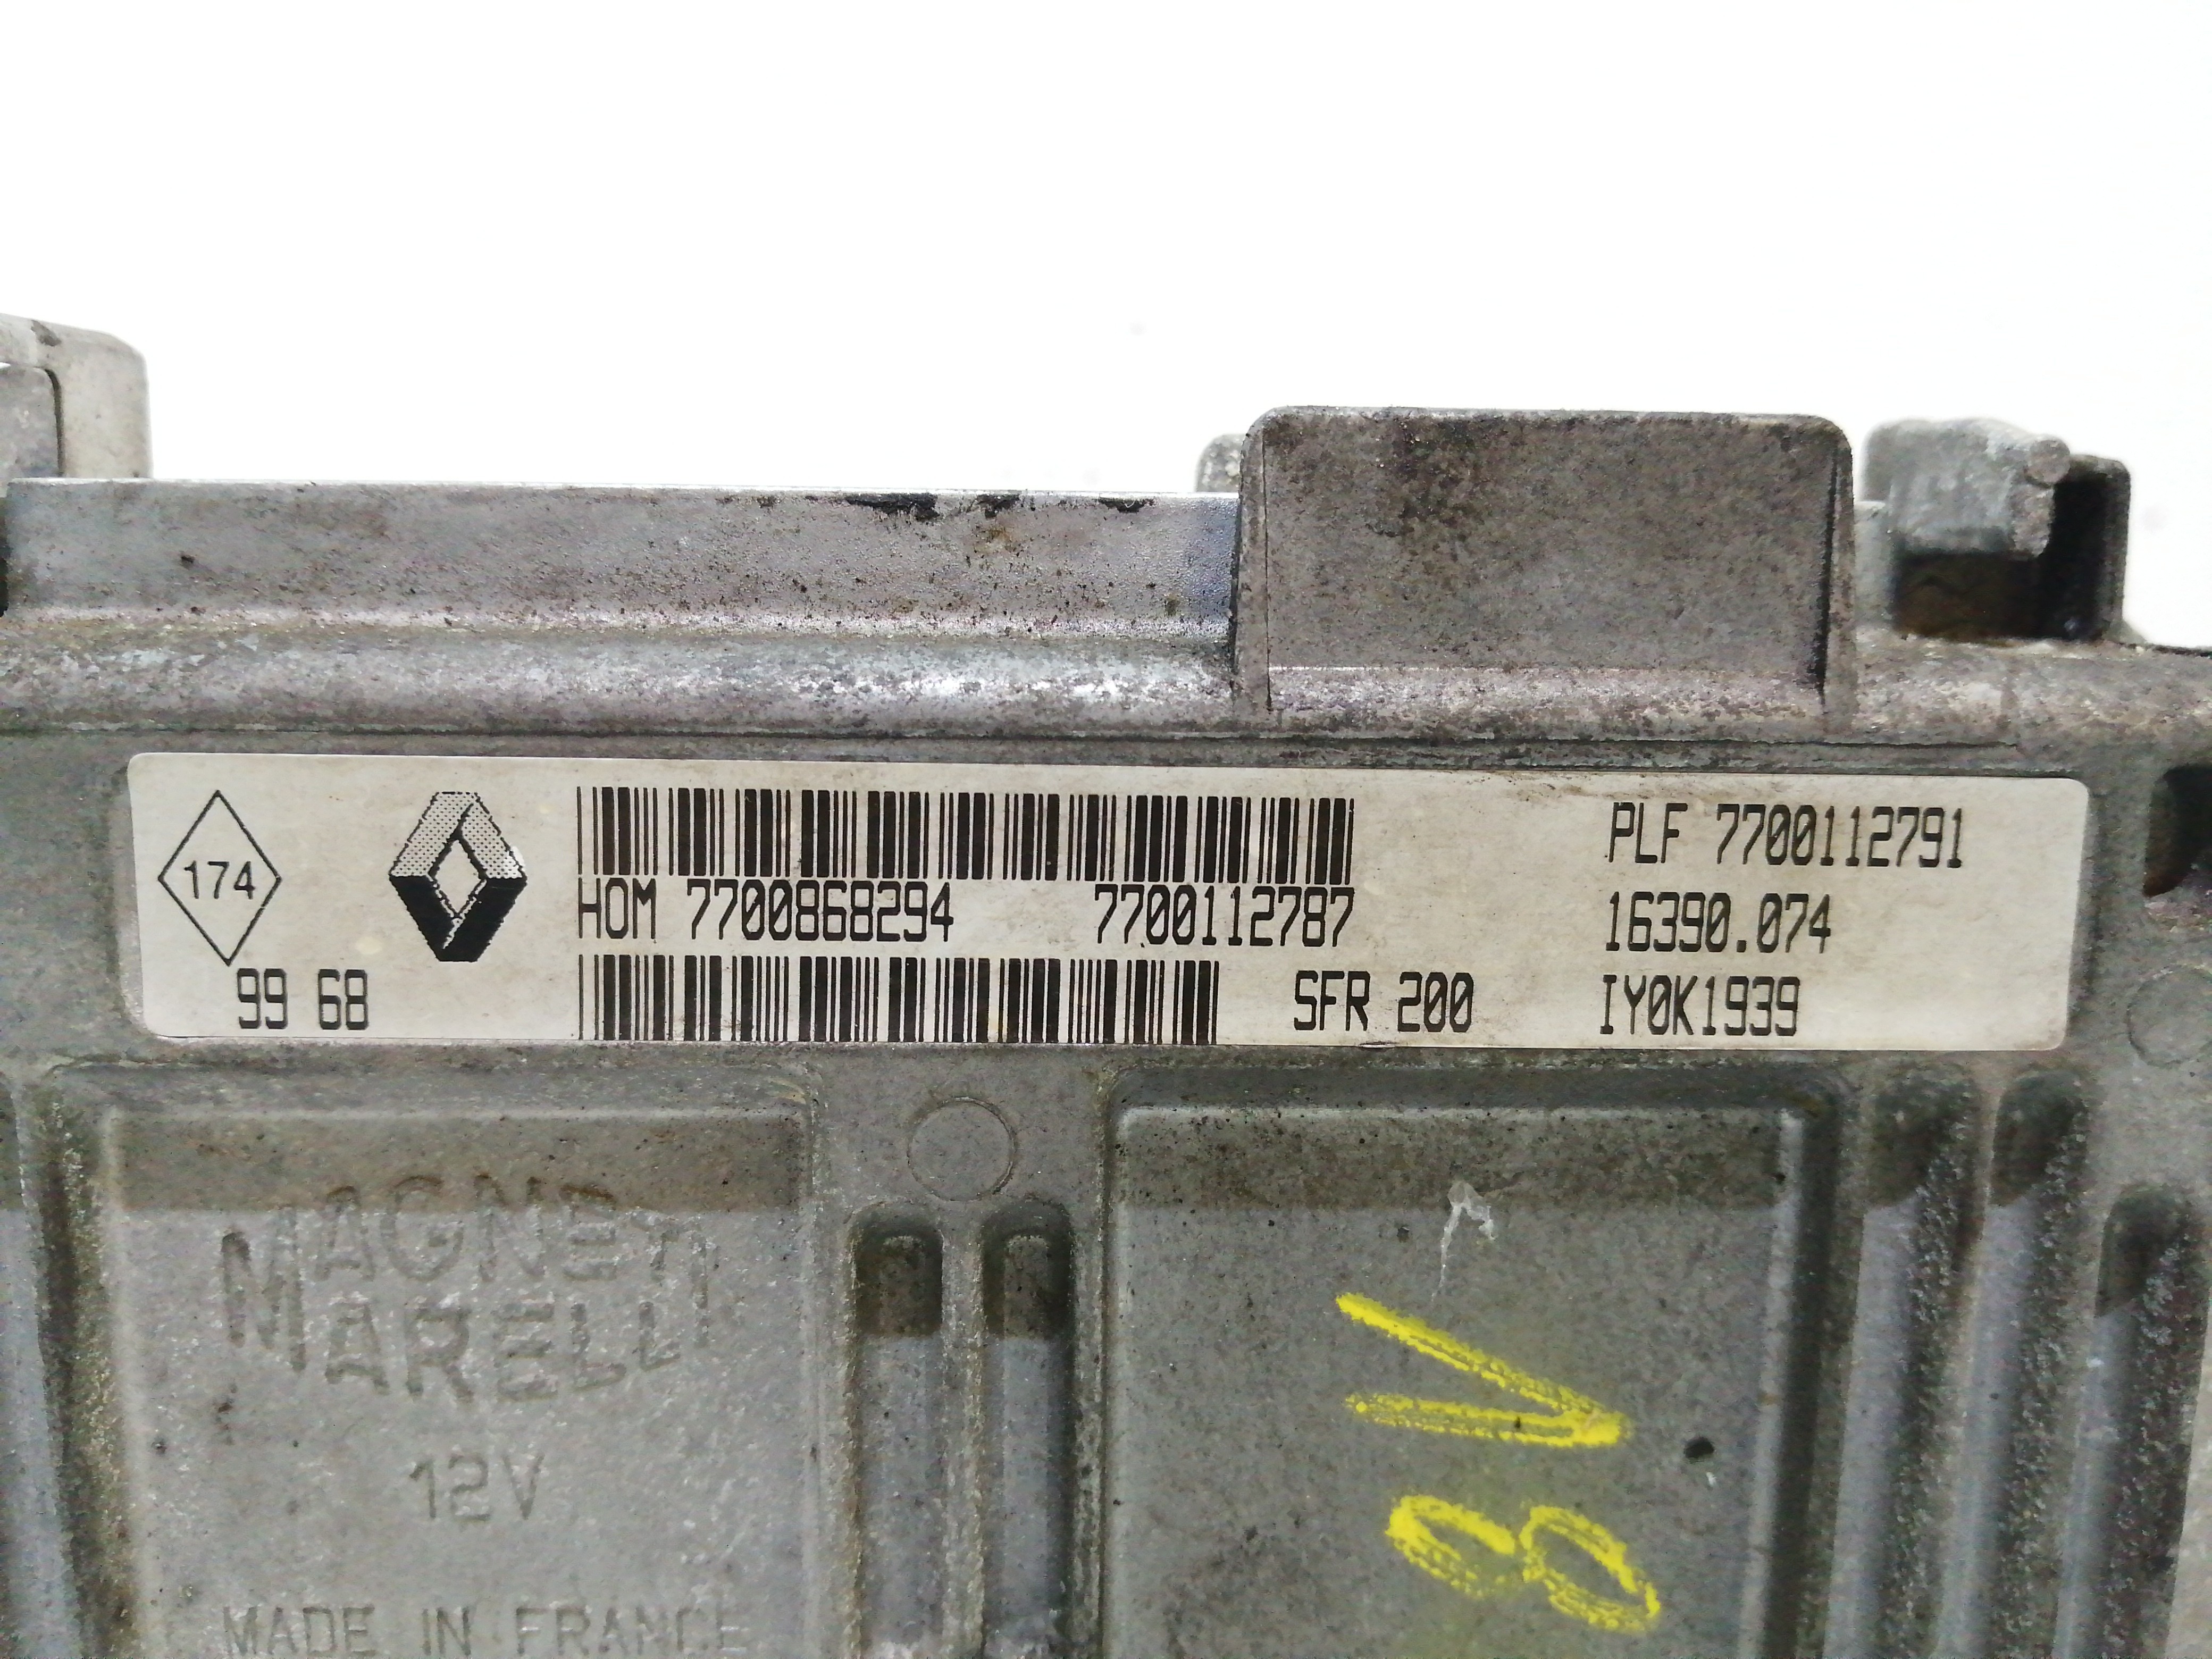 174
99 68
HOM 7700868294 7700112787
SFR 200
PLF 7700112791
16390.074
IY0K1939
MAGNETI
MARELLI
12V
MADE IN FRANCE
V8